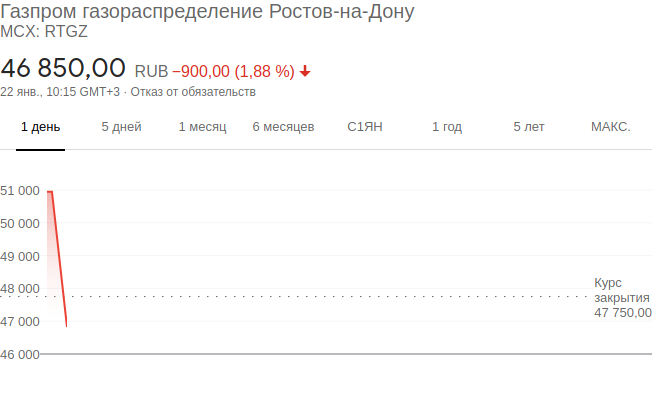 Газпром газораспределение Ростов-на-Дону
MCX: RTGZ
46 850,00 RUB −900,00 (1,88 %)
22 янв., 10:15 GMT+3 · Отказ от обязательств
1 день 5 дней 1 месяц 6 месяцев С1ЯН 1 год 5 лет МАКС.
51 000
50 000
49 000
48 000
47 000
46 000
Курс
закрытия
47 750,00